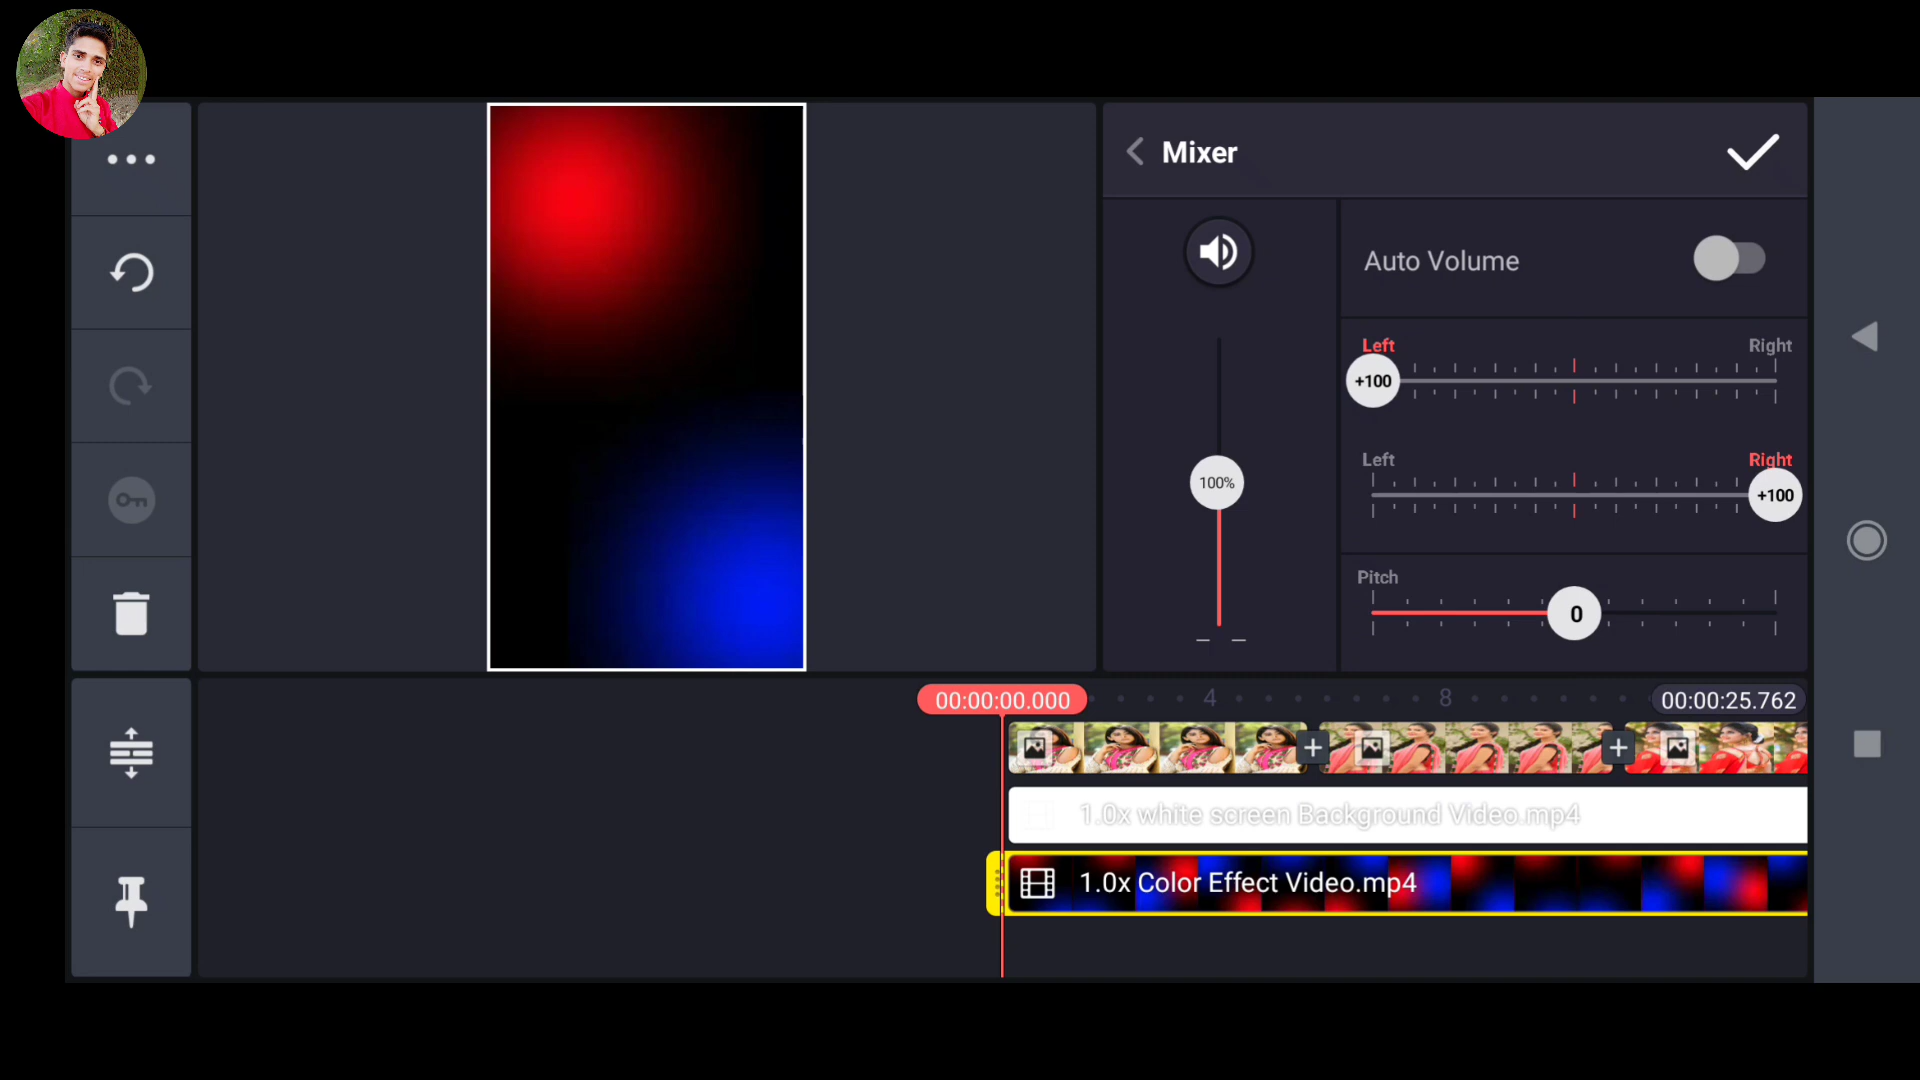 Mixer
Auto Volume
Left
Right
+100
Left
Right
+100
100%
Pitch
0
00:00:00.000
4
8
00:00:25.762
1.0x white screen Background Video.mp4
1.0x Color Effect Video.mp4